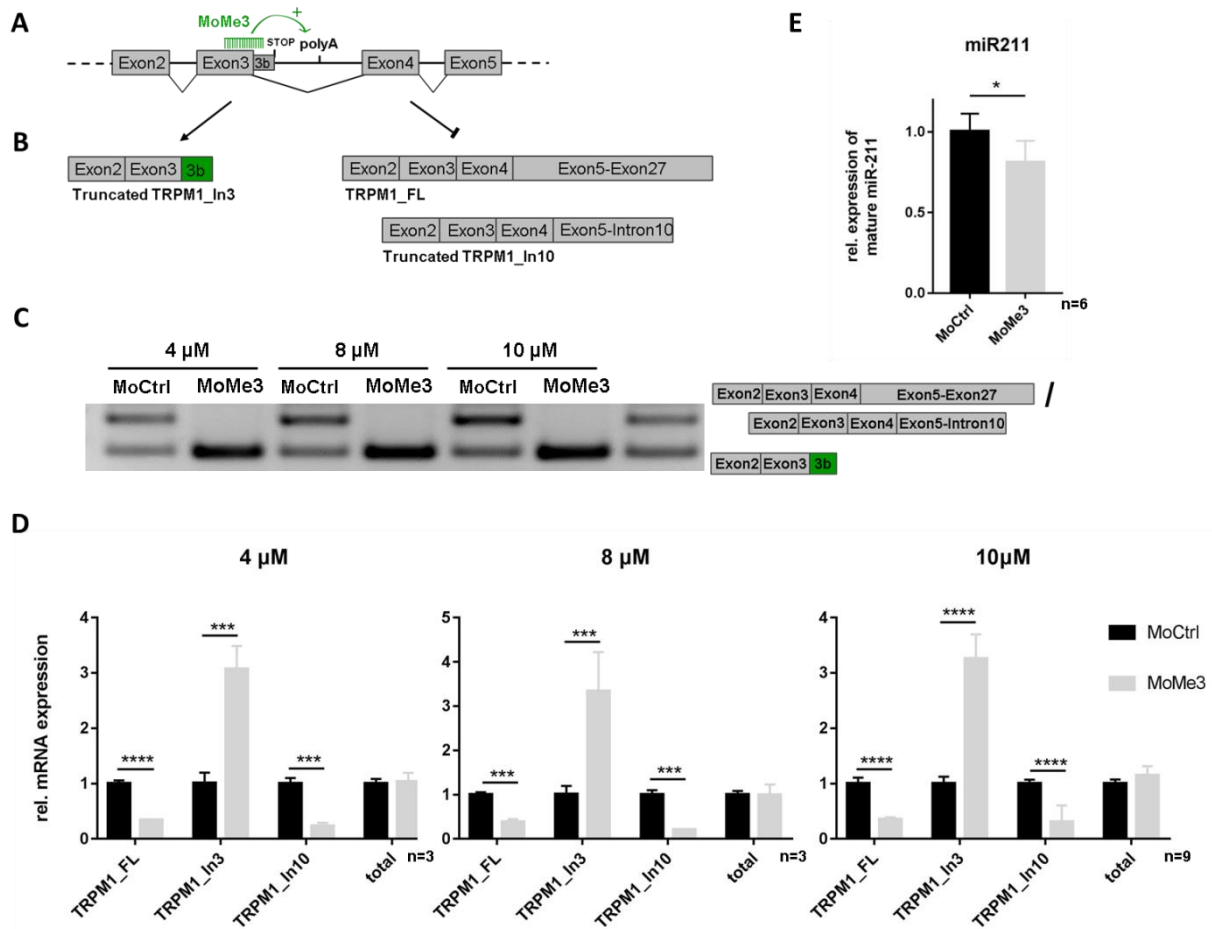 A
MoMe3
+
STOP
polyA
Exon2
Exon3
3b
Exon4
Exon5
B
Exon2
Exon3
3b
Truncated TRPM1_In3
Exon2
Exon3
Exon4
Exon5-Exon27
TRPM1_FL
Exon2
Exon3
Exon4
Exon5-Intron10
Truncated TRPM1_In10
E
miR211
*
rel. expression of
mature miR-211
1.0
0.5
0.0
MoCtrl
MoMe3
n=6
C
4 µM
8 µM
10 µM
MoCtrl
MoMe3
MoCtrl
MoMe3
MoCtrl
MoMe3
Exon2
Exon3
Exon4
Exon5-Exon27
/
Exon2
Exon3
Exon4
Exon5-Intron10
Exon2
Exon3
3b
D
4 µM
rel. mRNA expression
4
3
2
1
0
****
***
***
TRPM1_FL
TRPM1_In3
TRPM1_In10
total
n=3
8 µM
5
4
3
2
1
0
***
***
***
TRPM1_FL
TRPM1_In3
TRPM1_In10
total
n=3
10µM
4
3
2
1
0
****
****
****
TRPM1_FL
TRPM1_In3
TRPM1_In10
total
n=9
MoCtrl
MoMe3